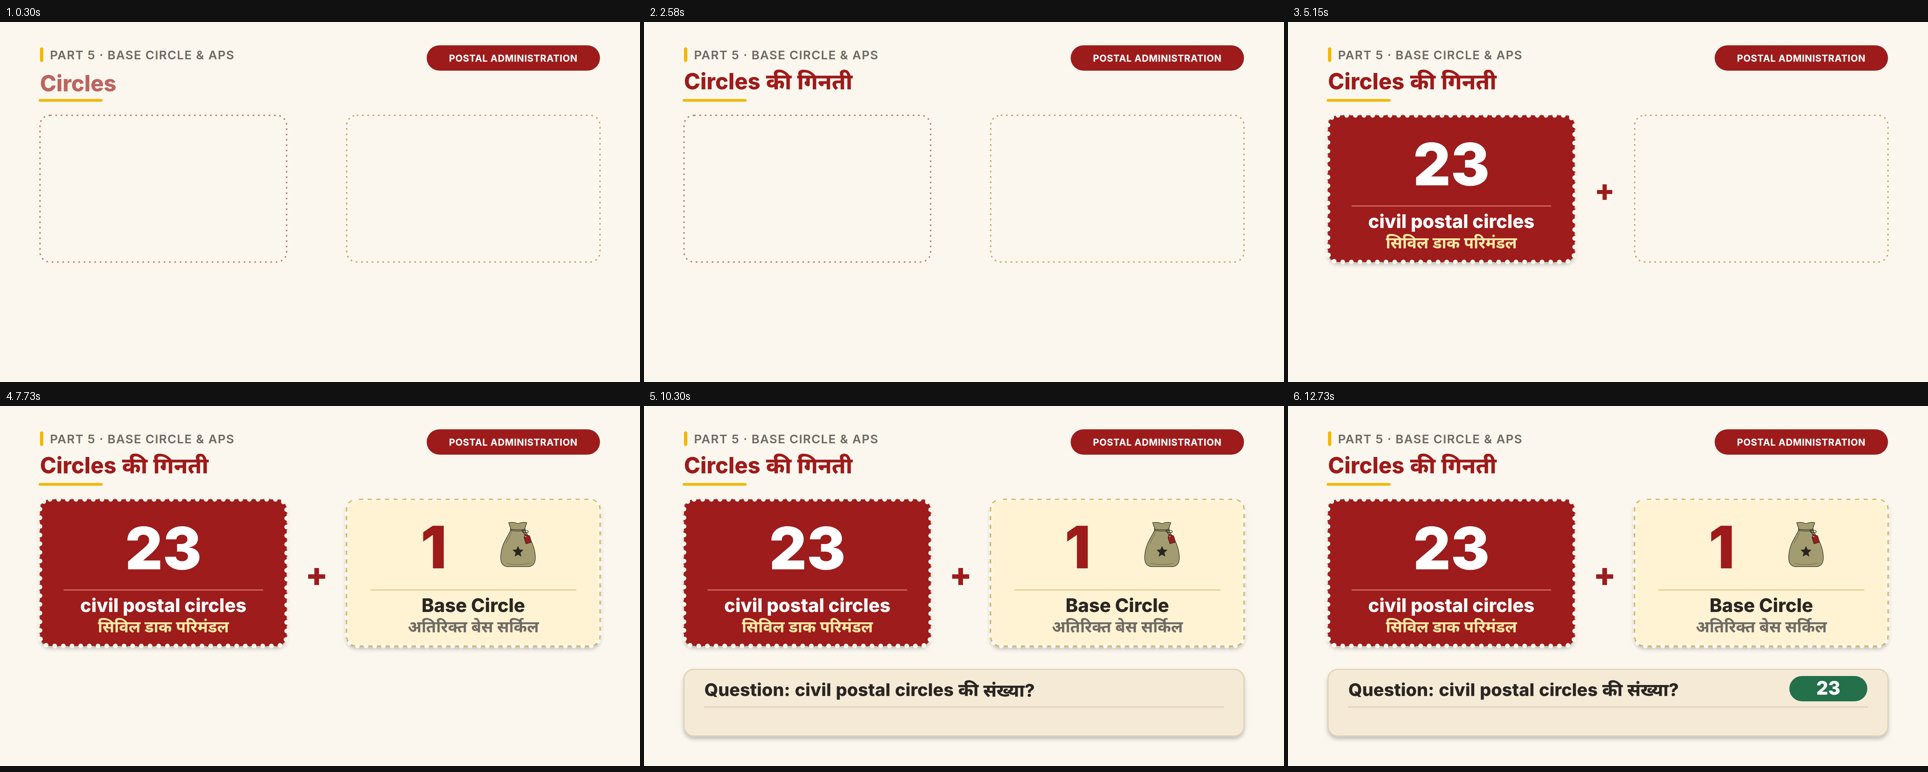 1. 0.30s
PART 5 · BASE CIRCLE & APS
POSTAL ADMINISTRATION
Circles
2. 2.58s
PART 5 · BASE CIRCLE & APS
POSTAL ADMINISTRATION
Circles की गिनती
3. 5.15s
PART 5 · BASE CIRCLE & APS
POSTAL ADMINISTRATION
Circles की गिनती
23
civil postal circles
सिविल डाक परिमंडल
+
4. 7.73s
PART 5 · BASE CIRCLE & APS
POSTAL ADMINISTRATION
Circles की गिनती
23
civil postal circles
सिविल डाक परिमंडल
+
1
Base Circle
अतिरिक्त बेस सर्किल
5. 10.30s
PART 5 · BASE CIRCLE & APS
POSTAL ADMINISTRATION
Circles की गिनती
23
civil postal circles
सिविल डाक परिमंडल
+
1
Base Circle
अतिरिक्त बेस सर्किल
Question: civil postal circles की संख्या?
6. 12.73s
PART 5 · BASE CIRCLE & APS
POSTAL ADMINISTRATION
Circles की गिनती
23
civil postal circles
सिविल डाक परिमंडल
+
1
Base Circle
अतिरिक्त बेस सर्किल
Question: civil postal circles की संख्या?
23